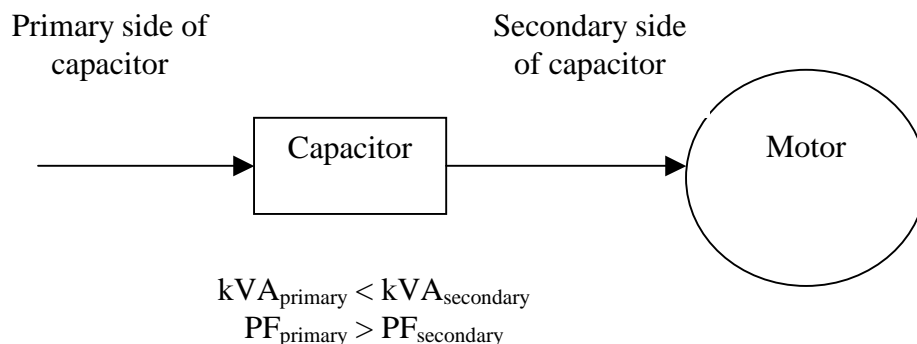 Primary side of
capacitor
Secondary side
of capacitor
Capacitor
Motor
kVAprimary < kVAsecondary
PFprimary > PFsecondary